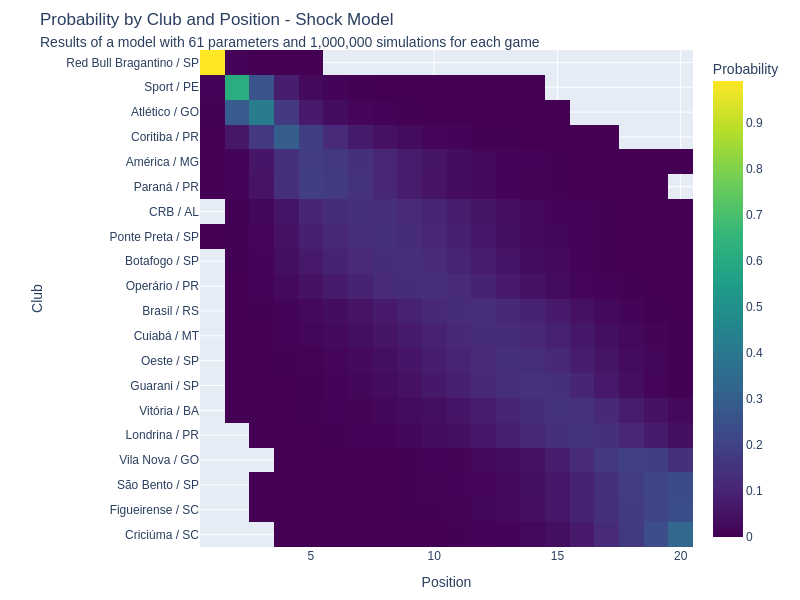 Probability by Club and Position - Shock Model
Results of a model with 61 parameters and 1,000,000 simulations for each game
Probability
Red Bull Bragantino / SP
Sport / PE
Atlético / GO
Coritiba / PR
América / MG
Paraná / PR
CRB / AL
Ponte Preta / SP
Botafogo / SP
Operário / PR
Brasil / RS
Cuiabá / MT
Oeste / SP
Guarani / SP
Vitória / BA
Londrina / PR
Vila Nova / GO
São Bento / SP
Figueirense / SC
Criciúma / SC
Club
5
10
15
20
Position
0.9
0.8
0.7
0.6
0.5
0.4
0.3
0.2
0.1
0